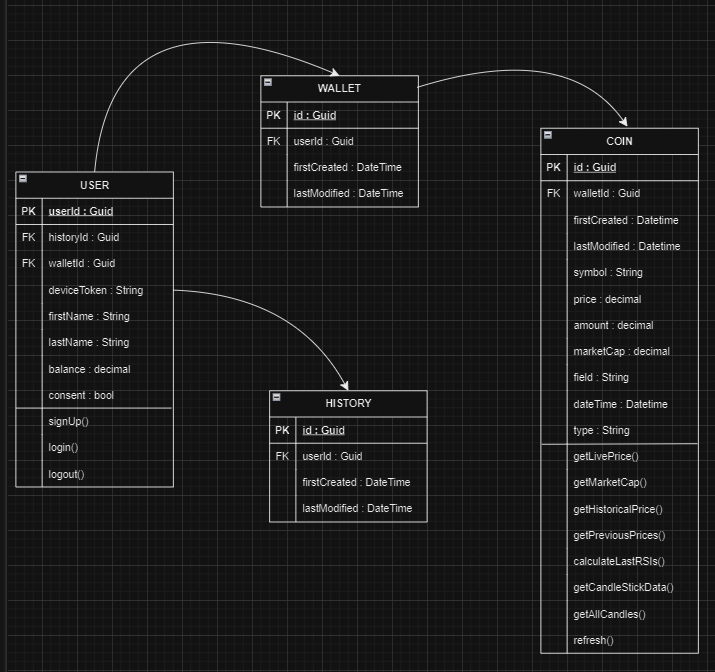 WALLET
PK id : Guid
FK userId : Guid
firstCreated : DateTime
lastModified : DateTime
COIN
PK id : Guid
FK walletId : Guid
firstCreated : Datetime
lastModified : Datetime
symbol : String
price : decimal
amount : decimal
marketCap : decimal
field : String
dateTime : Datetime
type : String
getLivePrice()
getMarketCap()
getHistoricalPrice()
getPreviousPrices()
calculateLastRSIs()
getCandleStickData()
getAllCandles()
refresh()
USER
PK userId : Guid
FK historyId : Guid
FK walletId : Guid
deviceToken : String
firstName : String
lastName : String
balance : decimal
consent : bool
signUp()
login()
logout()
HISTORY
PK id : Guid
FK userId : Guid
firstCreated : DateTime
lastModified : DateTime